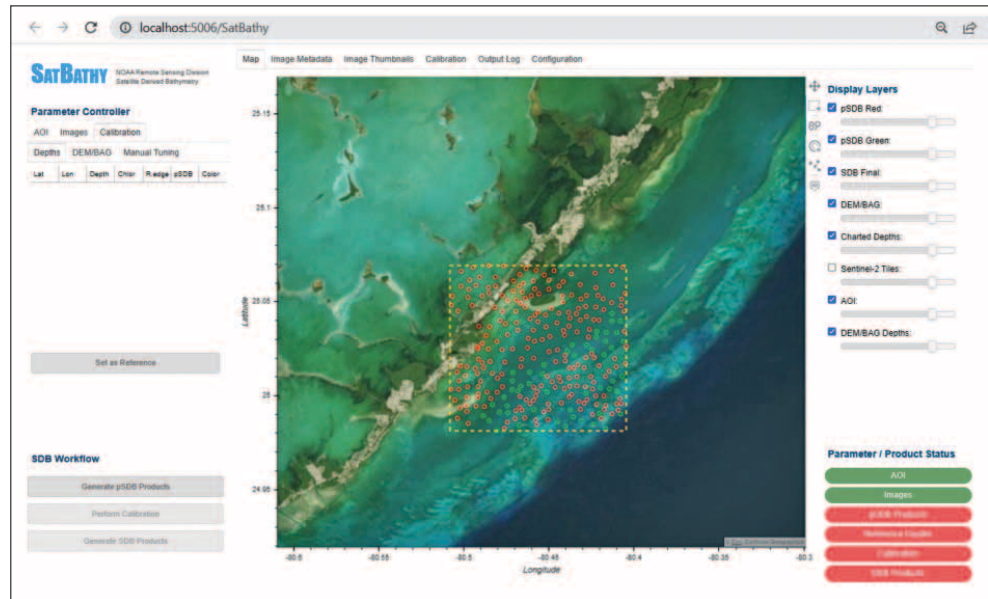 localhost:5006/SatBathy
SATBATHY
NOAA Remote Sensing Division
Satellite Derived Bathymetry
Parameter Controller
AOI Images Calibration
Depths DEM/BAG Manual Tuning
Lat Lon Depth Chlor R.edge pSDB Color
Set as Reference
SDB Workflow
Generate pSDB Products
Perform Calibration
Generate SDB Products
Map Image Metadata Image Thumbnails Calibration Output Log Configuration
Latitude
25.15
25.1
25.05
25
24.95
-80.6 -80.55 -80.5 -80.45 -80.4 -80.35 -80.3
Longitude
Display Layers
pSDB Red:
pSDB Green:
SDB Final:
DEM/BAG:
Charted Depths:
Sentinel-2 Tiles:
AOI:
DEM/BAG Depths:
Parameter / Product Status
AOI
Images
pSDB Products
Reference Depths
Calibration
SDB Products